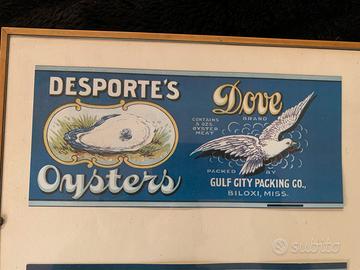 DESPORTE'S
Oysters
Dove
BRAND
CONTAINS
5 OZS.
OYSTER
MEAT
PACKED BY
GULF CITY PACKING CO.,
BILOXI, MISS.
subito